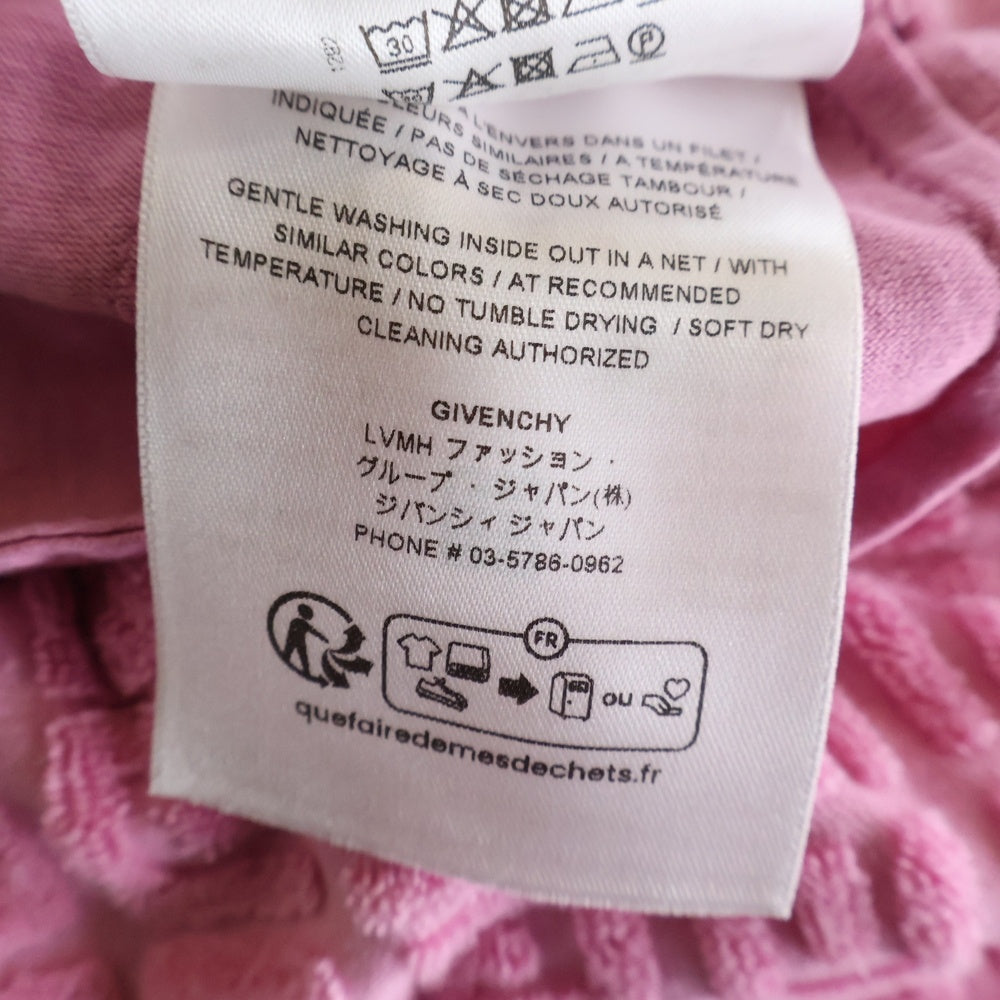 1287
30
P
À L'ENVERS DANS UN FILET /
LEURS SIMILAIRES / A TEMPÉRATURE
INDIQUÉE / PAS DE SÉCHAGE TAMBOUR /
NETTOYAGE À SEC DOUX AUTORISÉ
GENTLE WASHING INSIDE OUT IN A NET / WITH
SIMILAR COLORS / AT RECOMMENDED
TEMPERATURE / NO TUMBLE DRYING / SOFT DRY
CLEANING AUTHORIZED
GIVENCHY
LVMH ファッション ·
グループ · ジャパン(株)
ジバンシィ ジャパン
PHONE # 03-5786-0962
FR
ou
quefairedemesdechets.fr